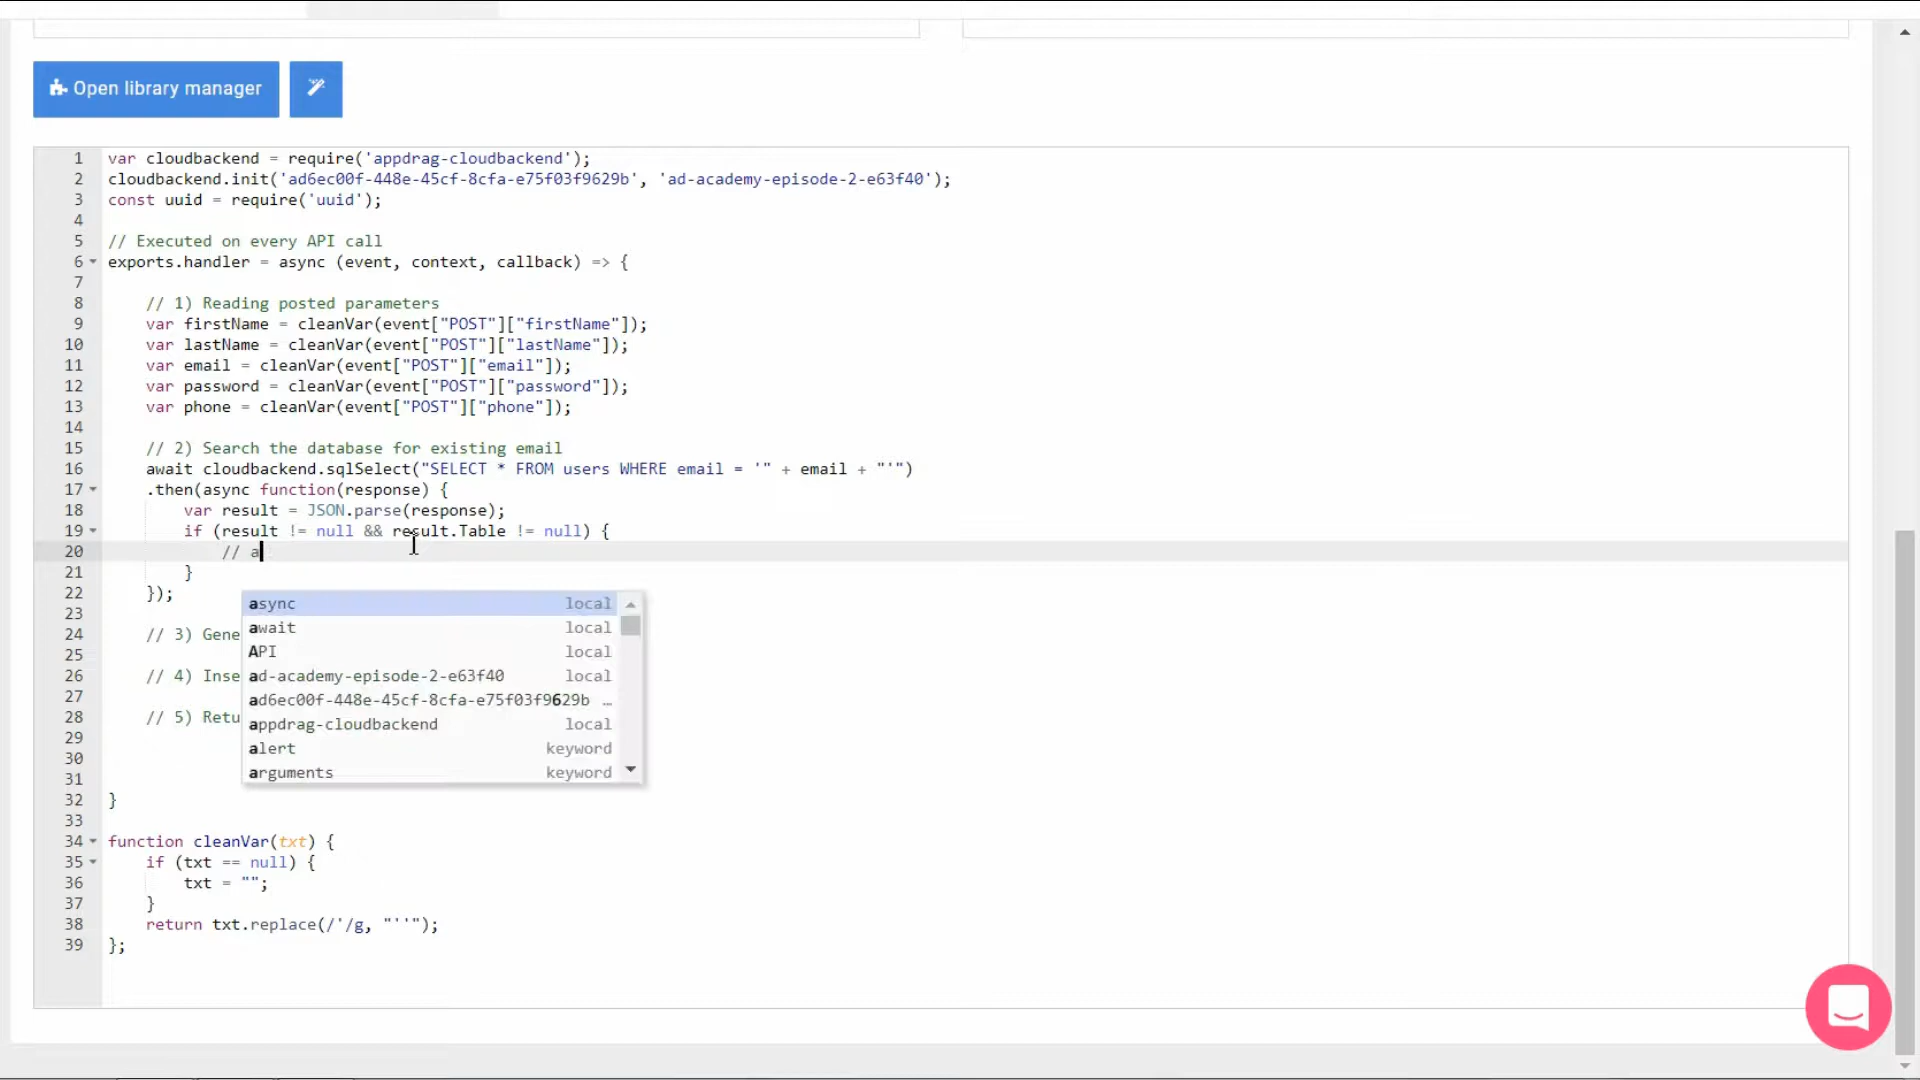 Open library manager
1 var cloudbackend = require('appdrag-cloudbackend');
2 cloudbackend.init('ad6ec00f-448e-45cf-8cfa-e75f03f9629b', 'ad-academy-episode-2-e63f40');
3 const uuid = require('uuid');
4
5 // Executed on every API call
6 exports.handler = async (event, context, callback) => {
7
8 // 1) Reading posted parameters
9 var firstName = cleanVar(event["POST"]["firstName"]);
10 var lastName = cleanVar(event["POST"]["lastName"]);
11 var email = cleanVar(event["POST"]["email"]);
12 var password = cleanVar(event["POST"]["password"]);
13 var phone = cleanVar(event["POST"]["phone"]);
14
15 // 2) Search the database for existing email
16 await cloudbackend.sqlSelect("SELECT * FROM users WHERE email = '" + email + "'")
17 .then(async function(response) {
18 var result = JSON.parse(response);
19 if (result != null && result.Table != null) {
20 // a
21 }
22 });
23
24 // 3) Gene
25
26 // 4) Inse
27
28 // 5) Retu
29
30
31
32 }
33
34 function cleanVar(txt) {
35 if (txt == null) {
36 txt = "";
37 }
38 return txt.replace(/'/g, "''");
39 };
async local
await local
API local
ad-academy-episode-2-e63f40 local
ad6ec00f-448e-45cf-8cfa-e75f03f9629b …
appdrag-cloudbackend local
alert keyword
arguments keyword